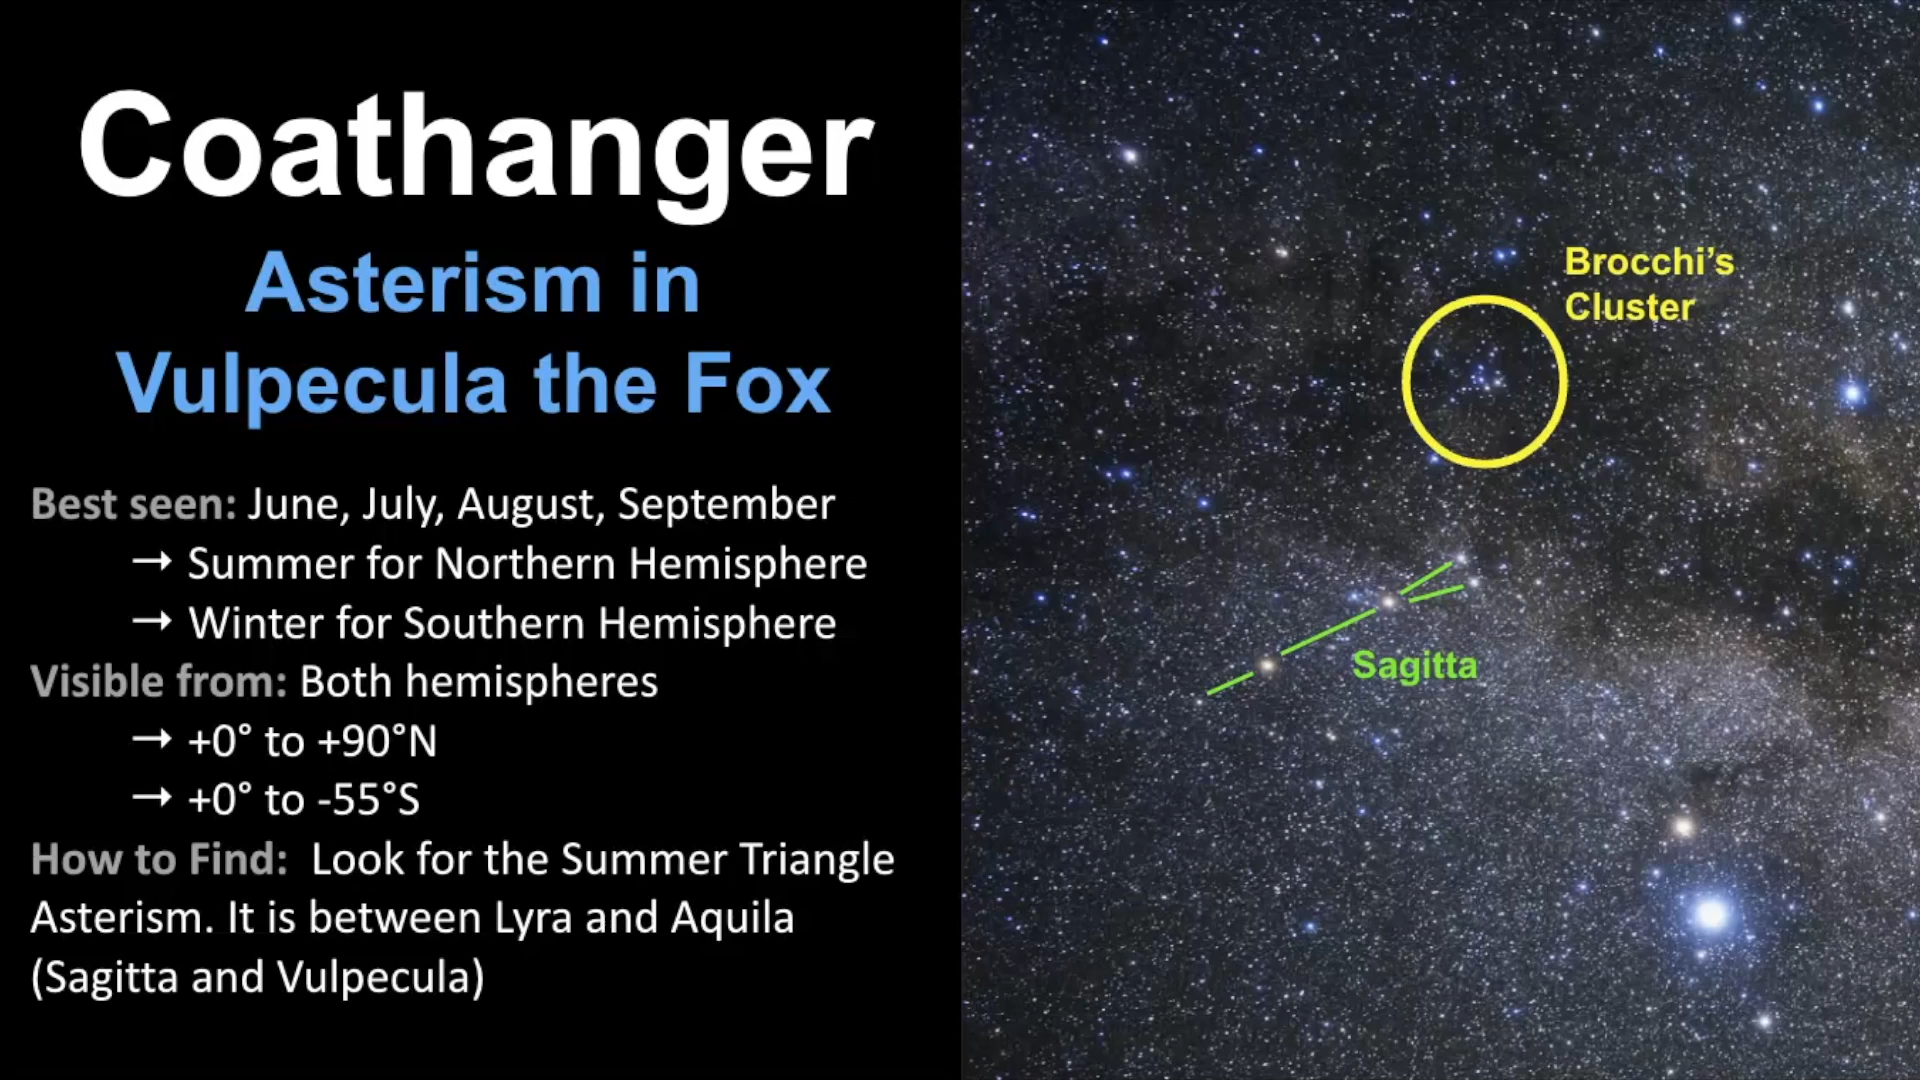 Coathanger
Asterism in
Vulpecula the Fox
Best seen: June, July, August, September
→ Summer for Northern Hemisphere
→ Winter for Southern Hemisphere
Visible from: Both hemispheres
→ +0° to +90°N
→ +0° to -55°S
How to Find: Look for the Summer Triangle
Asterism. It is between Lyra and Aquila
(Sagitta and Vulpecula)
Brocchi’s
Cluster
Sagitta